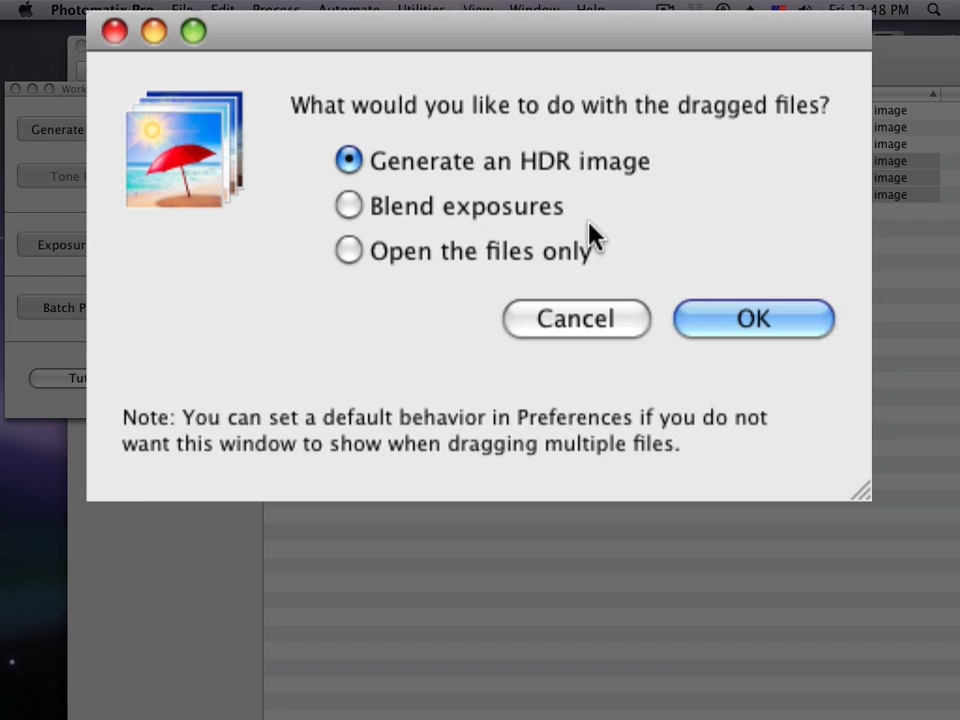 Photomatix Pro File Edit Process Automate Utilities View Window Help Fri 12:48 PM
Work
What would you like to do with the dragged files?
image
image
Generate
image
Generate an HDR image
image
Tone
image
image
Blend exposures
Exposur
Open the files only
Batch P
Cancel
OK
Tut
Note: You can set a default behavior in Preferences if you do not
want this window to show when dragging multiple files.